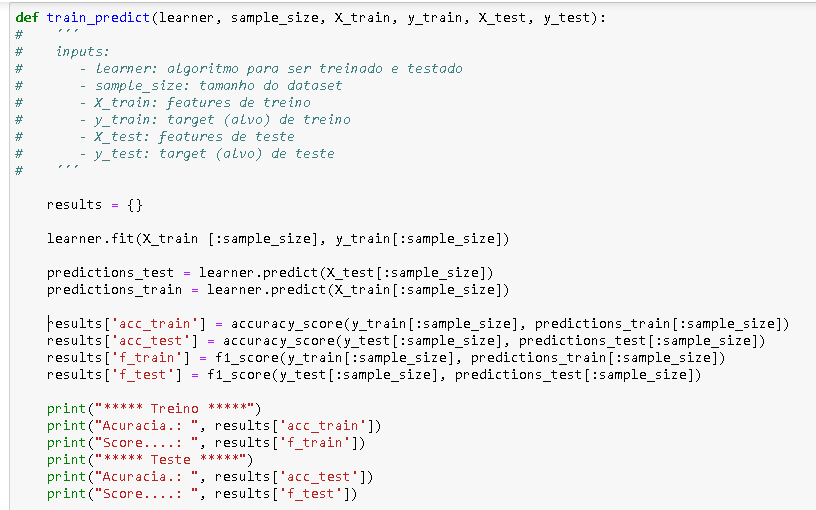 def train_predict(learner, sample_size, X_train, y_train, X_test, y_test):
#    ´´´
#    inputs:
#       - learner: algoritmo para ser treinado e testado
#       - sample_size: tamanho do dataset
#       - X_train: features de treino
#       - y_train: target (alvo) de treino
#       - X_test: features de teste
#       - y_test: target (alvo) de teste
#    ´´´
results = {}
learner.fit(X_train [:sample_size], y_train[:sample_size])
predictions_test = learner.predict(X_test[:sample_size])
predictions_train = learner.predict(X_train[:sample_size])
results['acc_train'] = accuracy_score(y_train[:sample_size], predictions_train[:sample_size])
results['acc_test'] = accuracy_score(y_test[:sample_size], predictions_test[:sample_size])
results['f_train'] = f1_score(y_train[:sample_size], predictions_train[:sample_size])
results['f_test'] = f1_score(y_test[:sample_size], predictions_test[:sample_size])
print("***** Treino *****")
print("Acuracia.: ", results['acc_train'])
print("Score....: ", results['f_train'])
print("***** Teste *****")
print("Acuracia.: ", results['acc_test'])
print("Score....: ", results['f_test'])